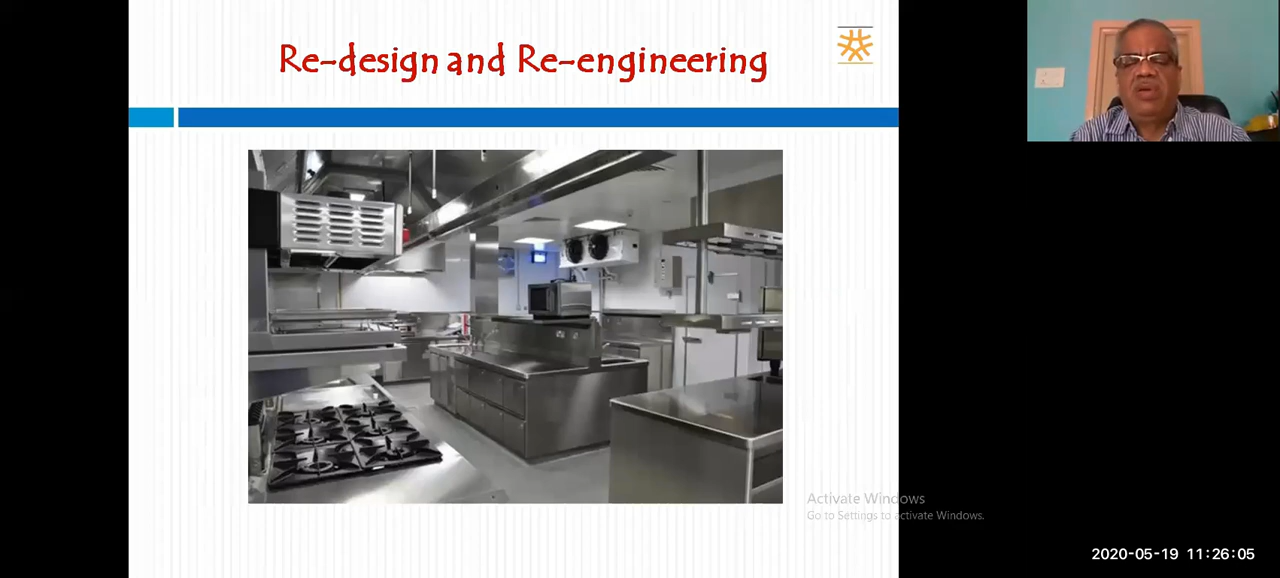 Re-design and Re-engineering
Activate Windows
Go to Settings to activate Windows.
2020-05-19 11:26:05